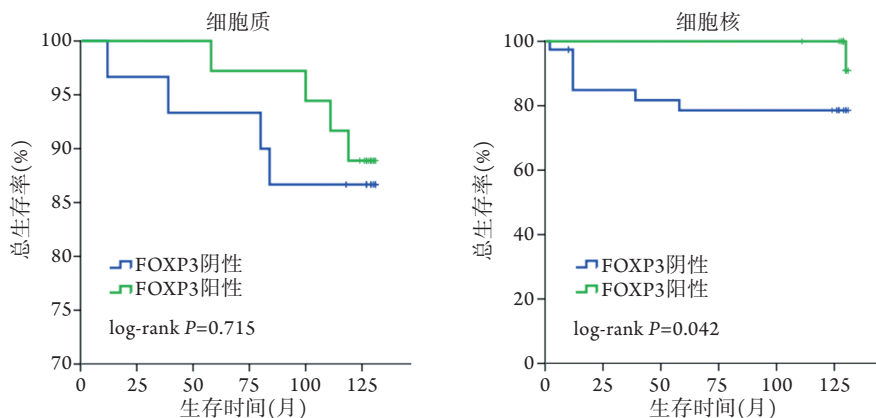 细胞质
总生存率(%)
100
95
90
85
80
75
70
FOXP3阴性
FOXP3阳性
log-rank P=0.715
0 25 50 75 100 125
生存时间(月)
细胞核
总生存率(%)
100
80
60
40
20
0
FOXP3阴性
FOXP3阳性
log-rank P=0.042
0 25 50 75 100 125
生存时间(月)